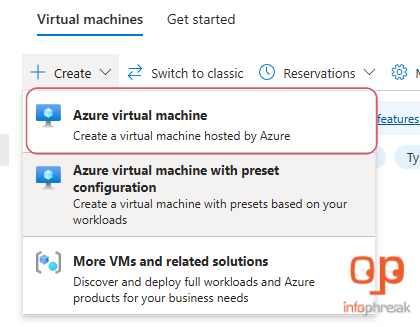 Virtual machines Get started
Create Switch to classic Reservations
Azure virtual machine
Create a virtual machine hosted by Azure
features
Azure virtual machine with preset
configuration
Create a virtual machine with presets based on your
workloads
Ty
More VMs and related solutions
Discover and deploy full workloads and Azure
products for your business needs
infophreak